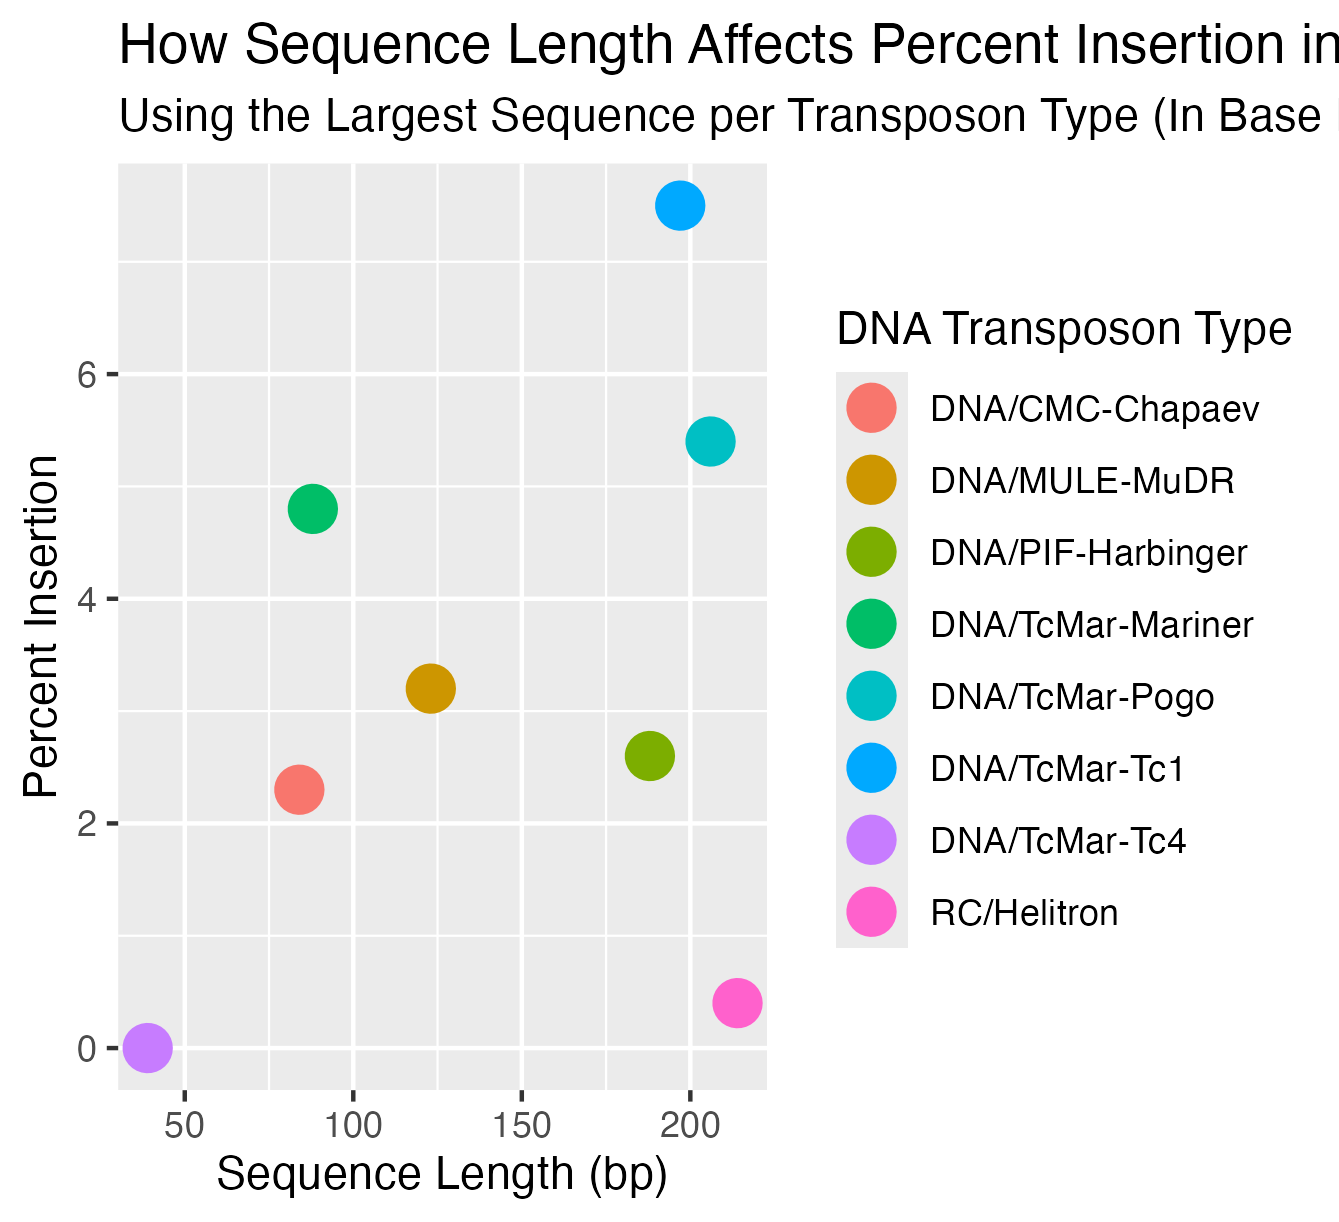 How Sequence Length Affects Percent Insertion in
Using the Largest Sequence per Transposon Type (In Base
Percent Insertion
6
4
2
0
50 100 150 200
Sequence Length (bp)
DNA Transposon Type
DNA/CMC-Chapaev
DNA/MULE-MuDR
DNA/PIF-Harbinger
DNA/TcMar-Mariner
DNA/TcMar-Pogo
DNA/TcMar-Tc1
DNA/TcMar-Tc4
RC/Helitron